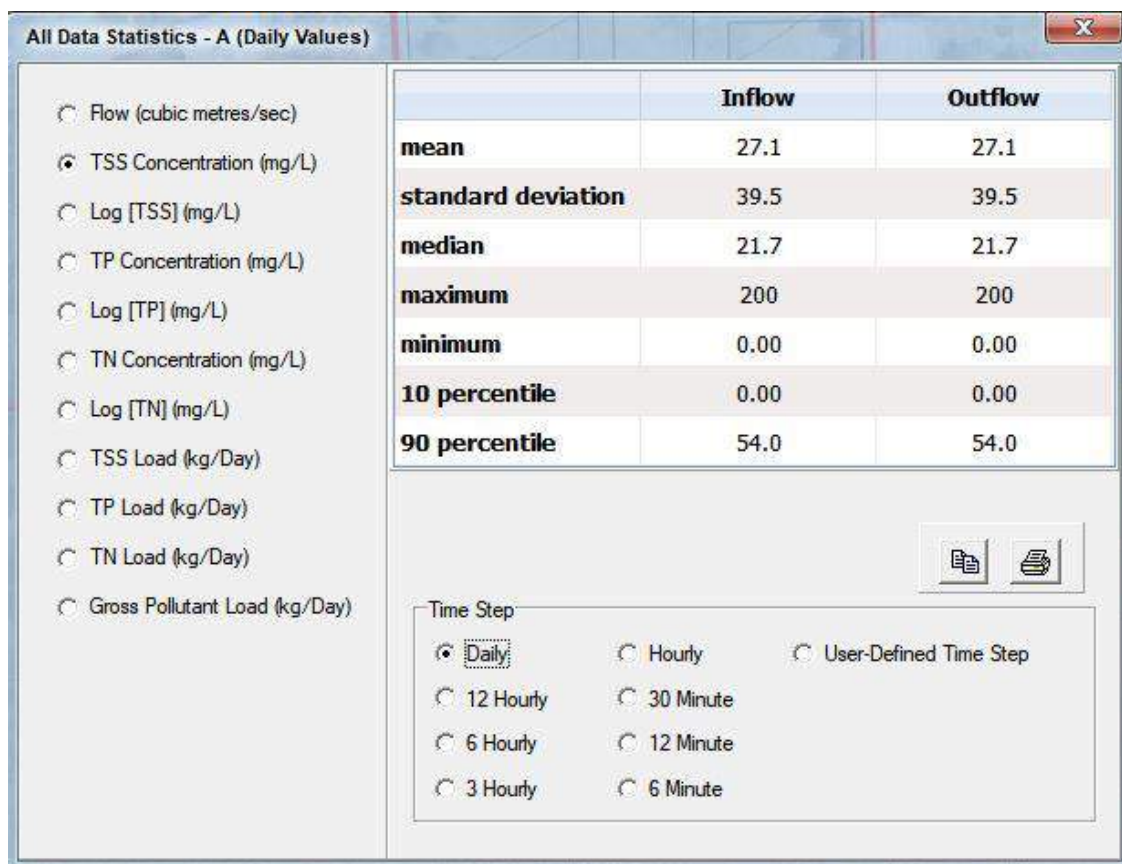 All Data Statistics - A (Daily Values)
Flow (cubic metres/sec)
TSS Concentration (mg/L)
Log [TSS] (mg/L)
TP Concentration (mg/L)
Log [TP] (mg/L)
TN Concentration (mg/L)
Log [TN] (mg/L)
TSS Load (kg/Day)
TP Load (kg/Day)
TN Load (kg/Day)
Gross Pollutant Load (kg/Day)
Inflow Outflow
mean 27.1 27.1
standard deviation 39.5 39.5
median 21.7 21.7
maximum 200 200
minimum 0.00 0.00
10 percentile 0.00 0.00
90 percentile 54.0 54.0
Time Step
Daily Hourly User-Defined Time Step
12 Hourly 30 Minute
6 Hourly 12 Minute
3 Hourly 6 Minute